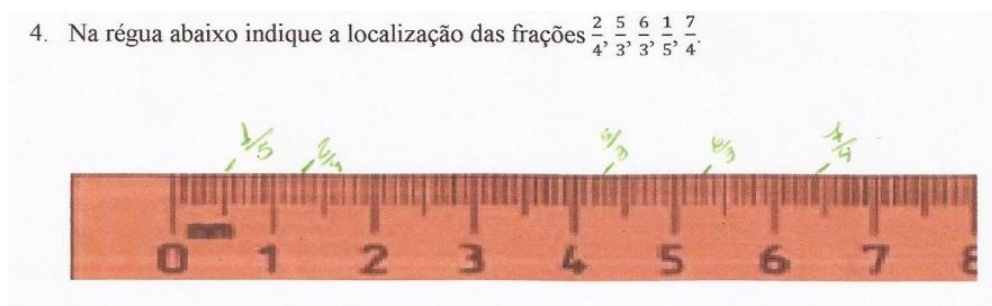 4. Na régua abaixo indique a localização das frações 2/4, 5/3, 6/3, 1/5, 7/4.
1/5 2/4 5/3 6/3 7/4
0 1 2 3 4 5 6 7 8